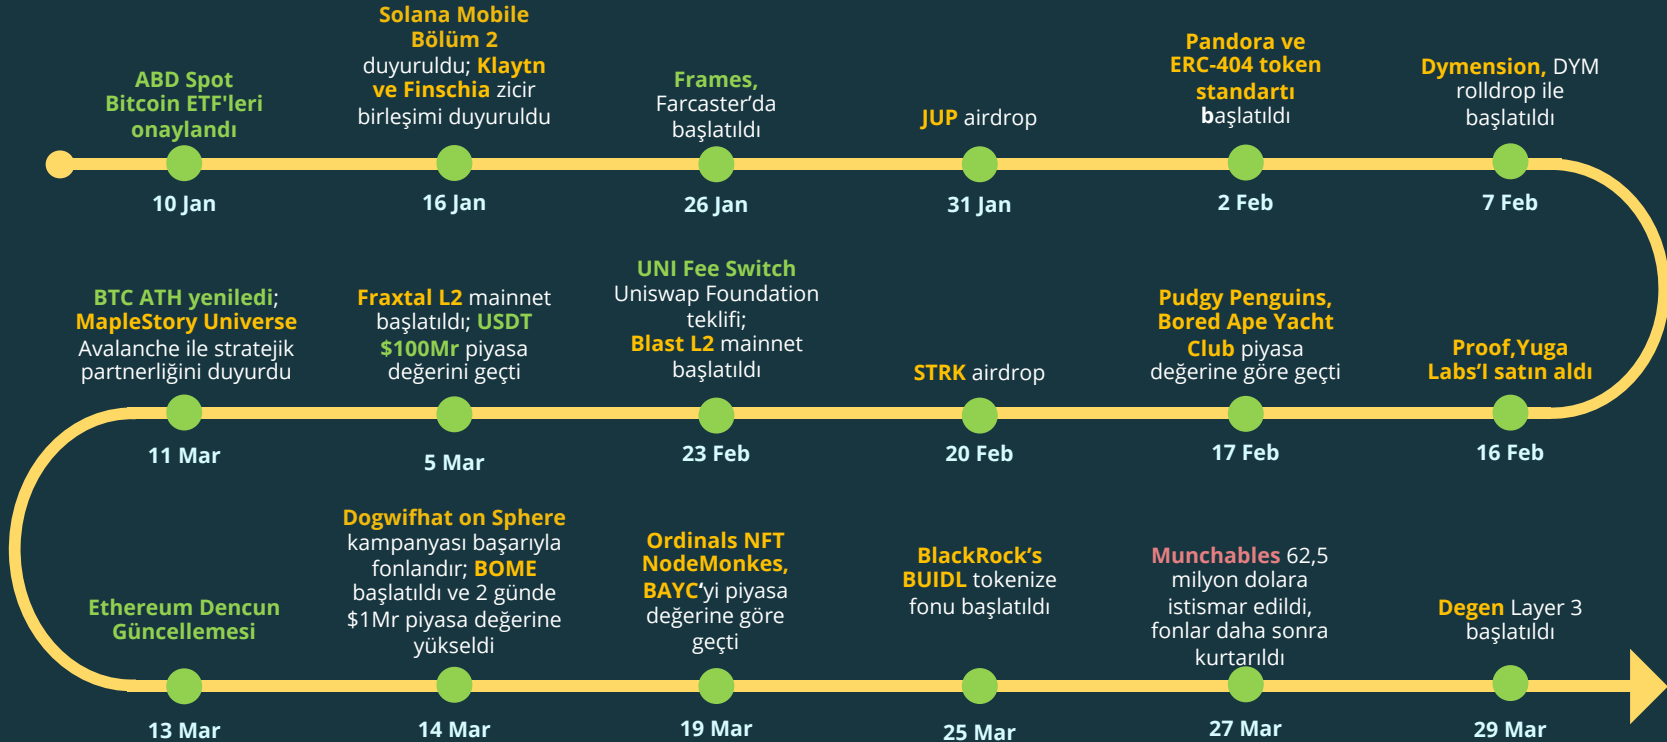 ABD Spot
Bitcoin ETF'leri
onaylandı
10 Jan
Solana Mobile
Bölüm 2
duyuruldu; Klaytn
ve Finschia zicir
birleşimi duyuruldu
16 Jan
Frames,
Farcaster’da
başlatıldı
26 Jan
JUP airdrop
31 Jan
Pandora ve
ERC-404 token
standartı
başlatıldı
2 Feb
Dymension, DYM
rolldrop ile
başlatıldı
7 Feb
Proof,Yuga
Labs’I satın aldı
16 Feb
Pudgy Penguins,
Bored Ape Yacht
Club piyasa
değerine göre geçti
17 Feb
STRK airdrop
20 Feb
UNI Fee Switch
Uniswap Foundation
teklifi;
Blast L2 mainnet
başlatıldı
23 Feb
Fraxtal L2 mainnet
başlatıldı; USDT
$100Mr piyasa
değerini geçti
5 Mar
BTC ATH yeniledi;
MapleStory Universe
Avalanche ile stratejik
partnerliğini duyurdu
11 Mar
Ethereum Dencun
Güncellemesi
13 Mar
Dogwifhat on Sphere
kampanyası başarıyla
fonlandır; BOME
başlatıldı ve 2 günde
$1Mr piyasa değerine
yükseldi
14 Mar
Ordinals NFT
NodeMonkes,
BAYC‘yi piyasa
değerine göre
geçti
19 Mar
BlackRock’s
BUIDL tokenize
fonu başlatıldı
25 Mar
Munchables 62,5
milyon dolara
istismar edildi,
fonlar daha sonra
kurtarıldı
27 Mar
Degen Layer 3
başlatıldı
29 Mar